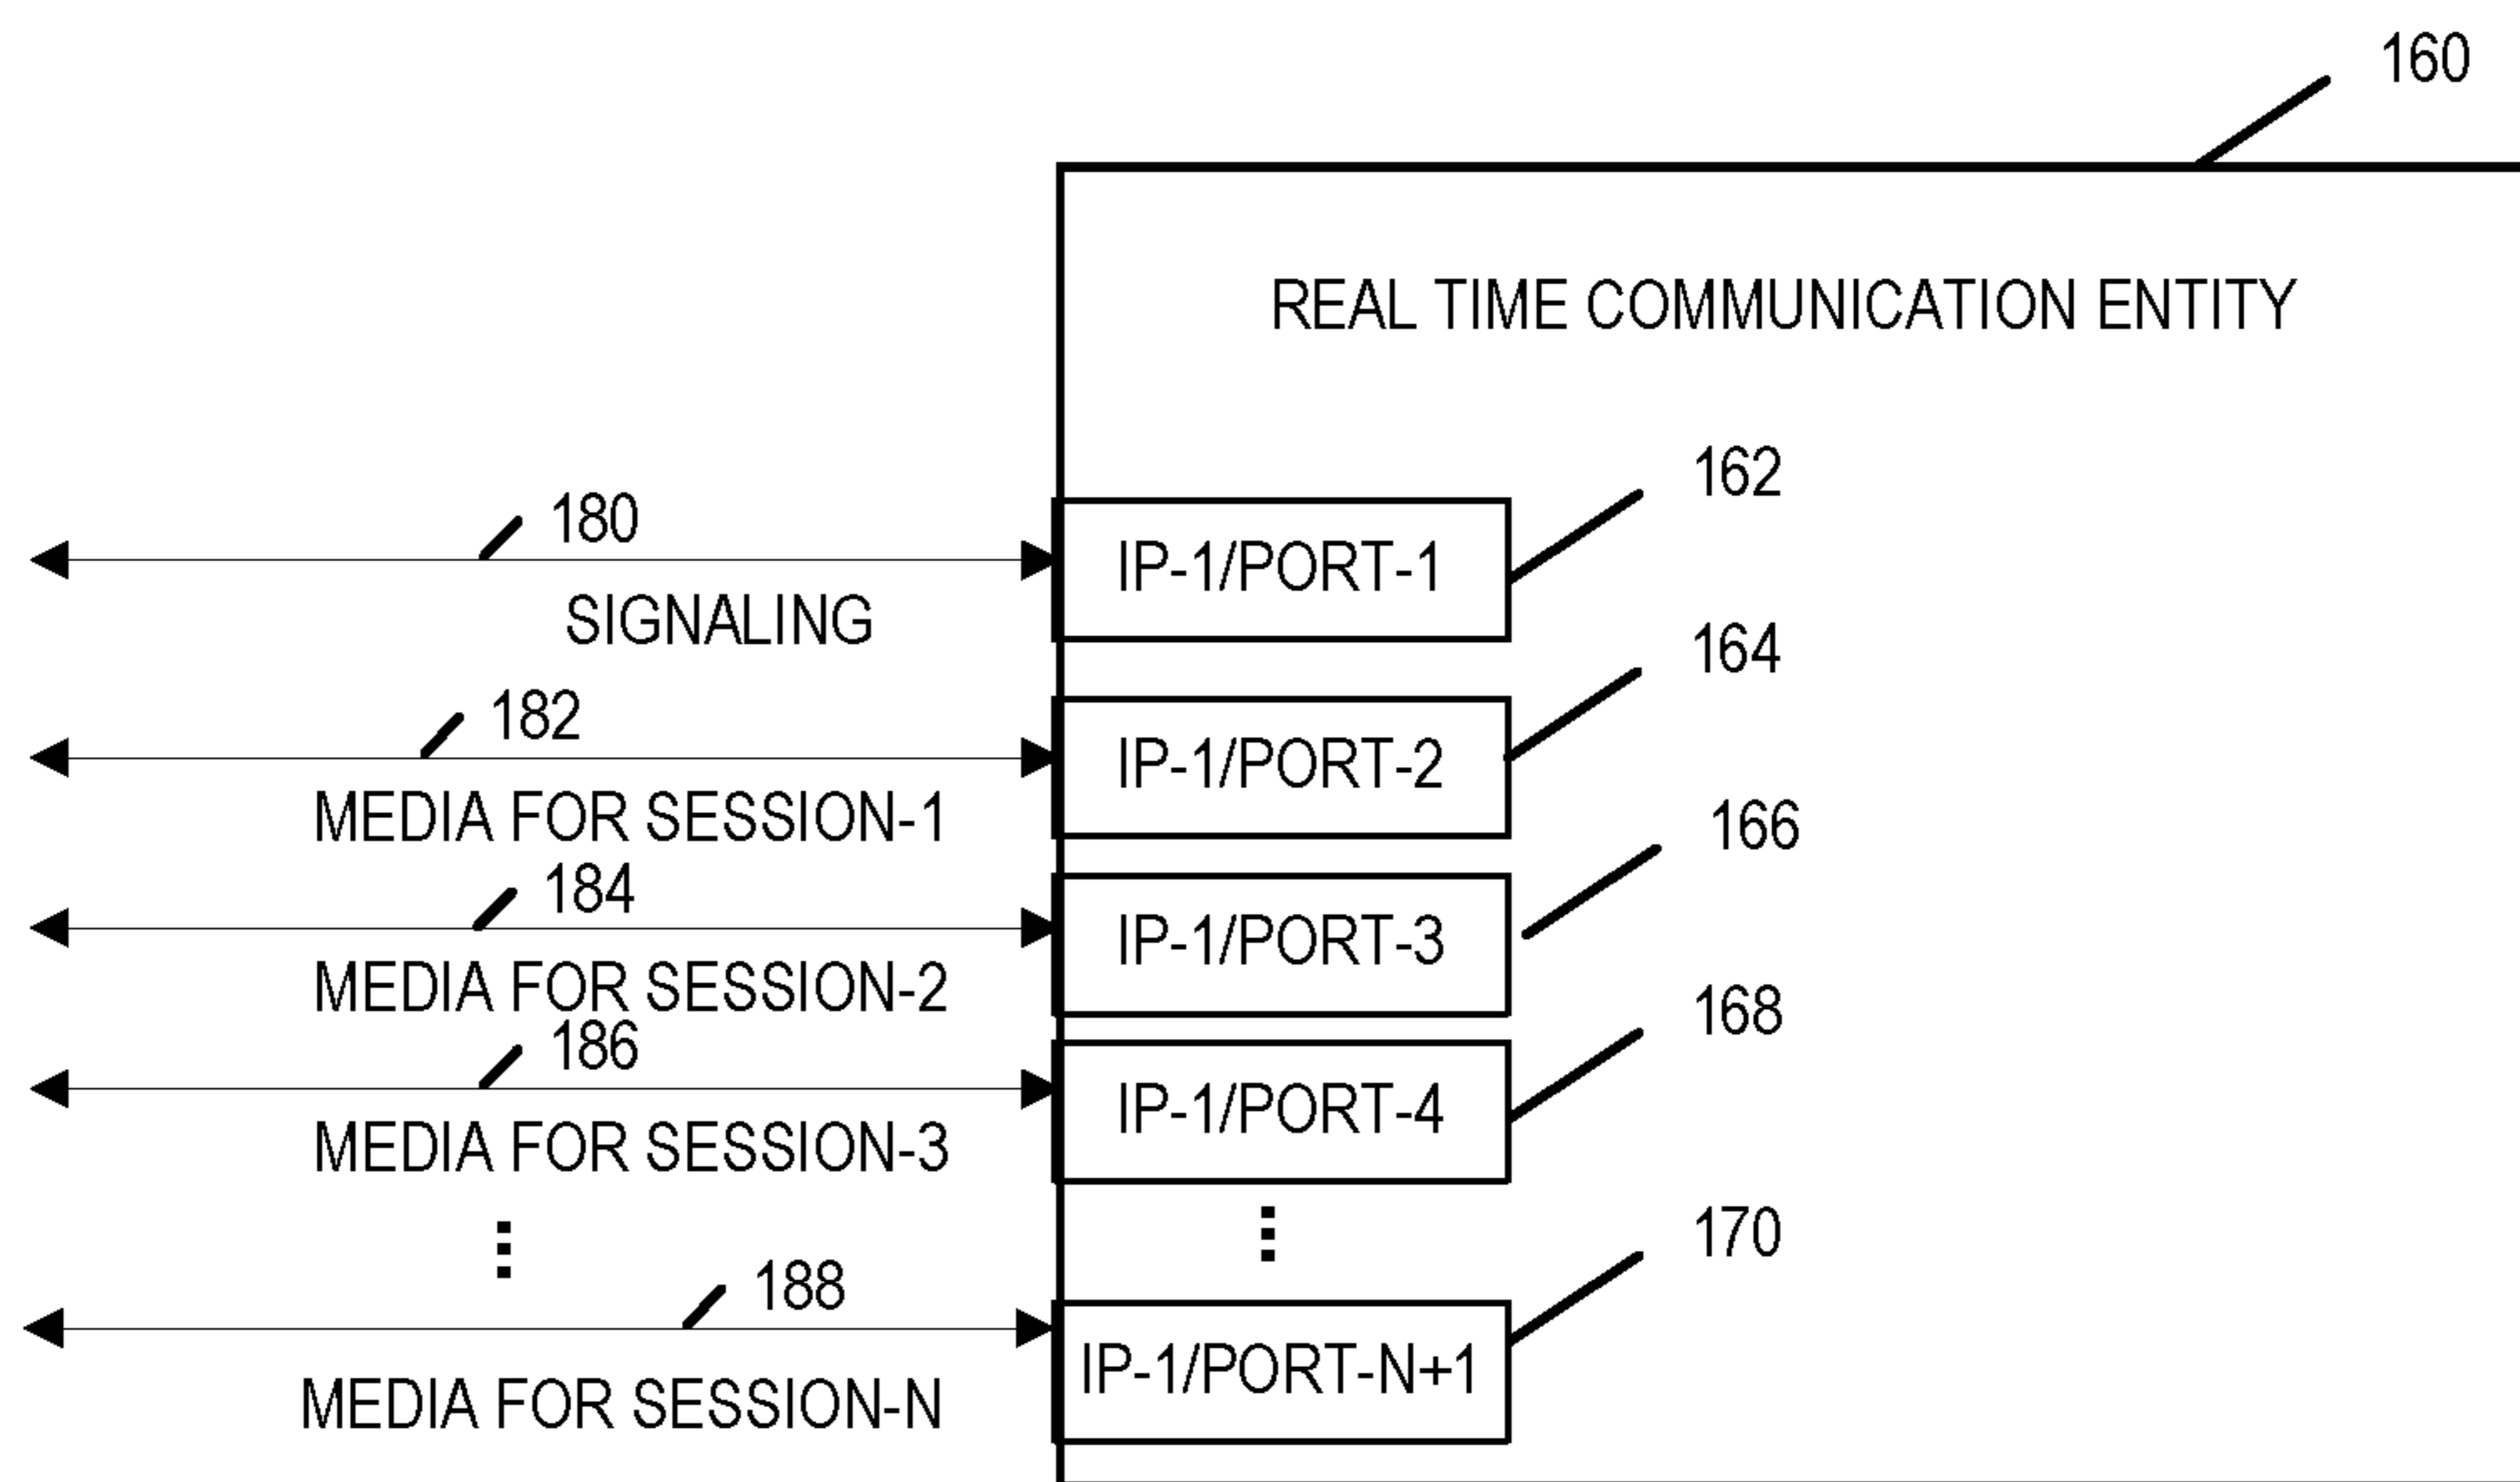 160
REAL TIME COMMUNICATION ENTITY
162
180
IP-1/PORT-1
SIGNALING
164
182
IP-1/PORT-2
MEDIA FOR SESSION-1
166
184
IP-1/PORT-3
MEDIA FOR SESSION-2
168
186
IP-1/PORT-4
MEDIA FOR SESSION-3
170
188
IP-1/PORT-N+1
MEDIA FOR SESSION-N